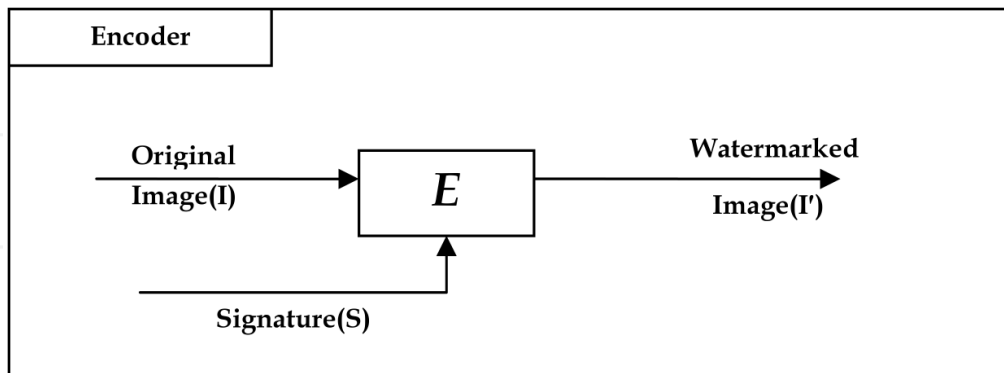 Encoder
Original
Image(I)
E
Watermarked
Image(I′)
Signature(S)